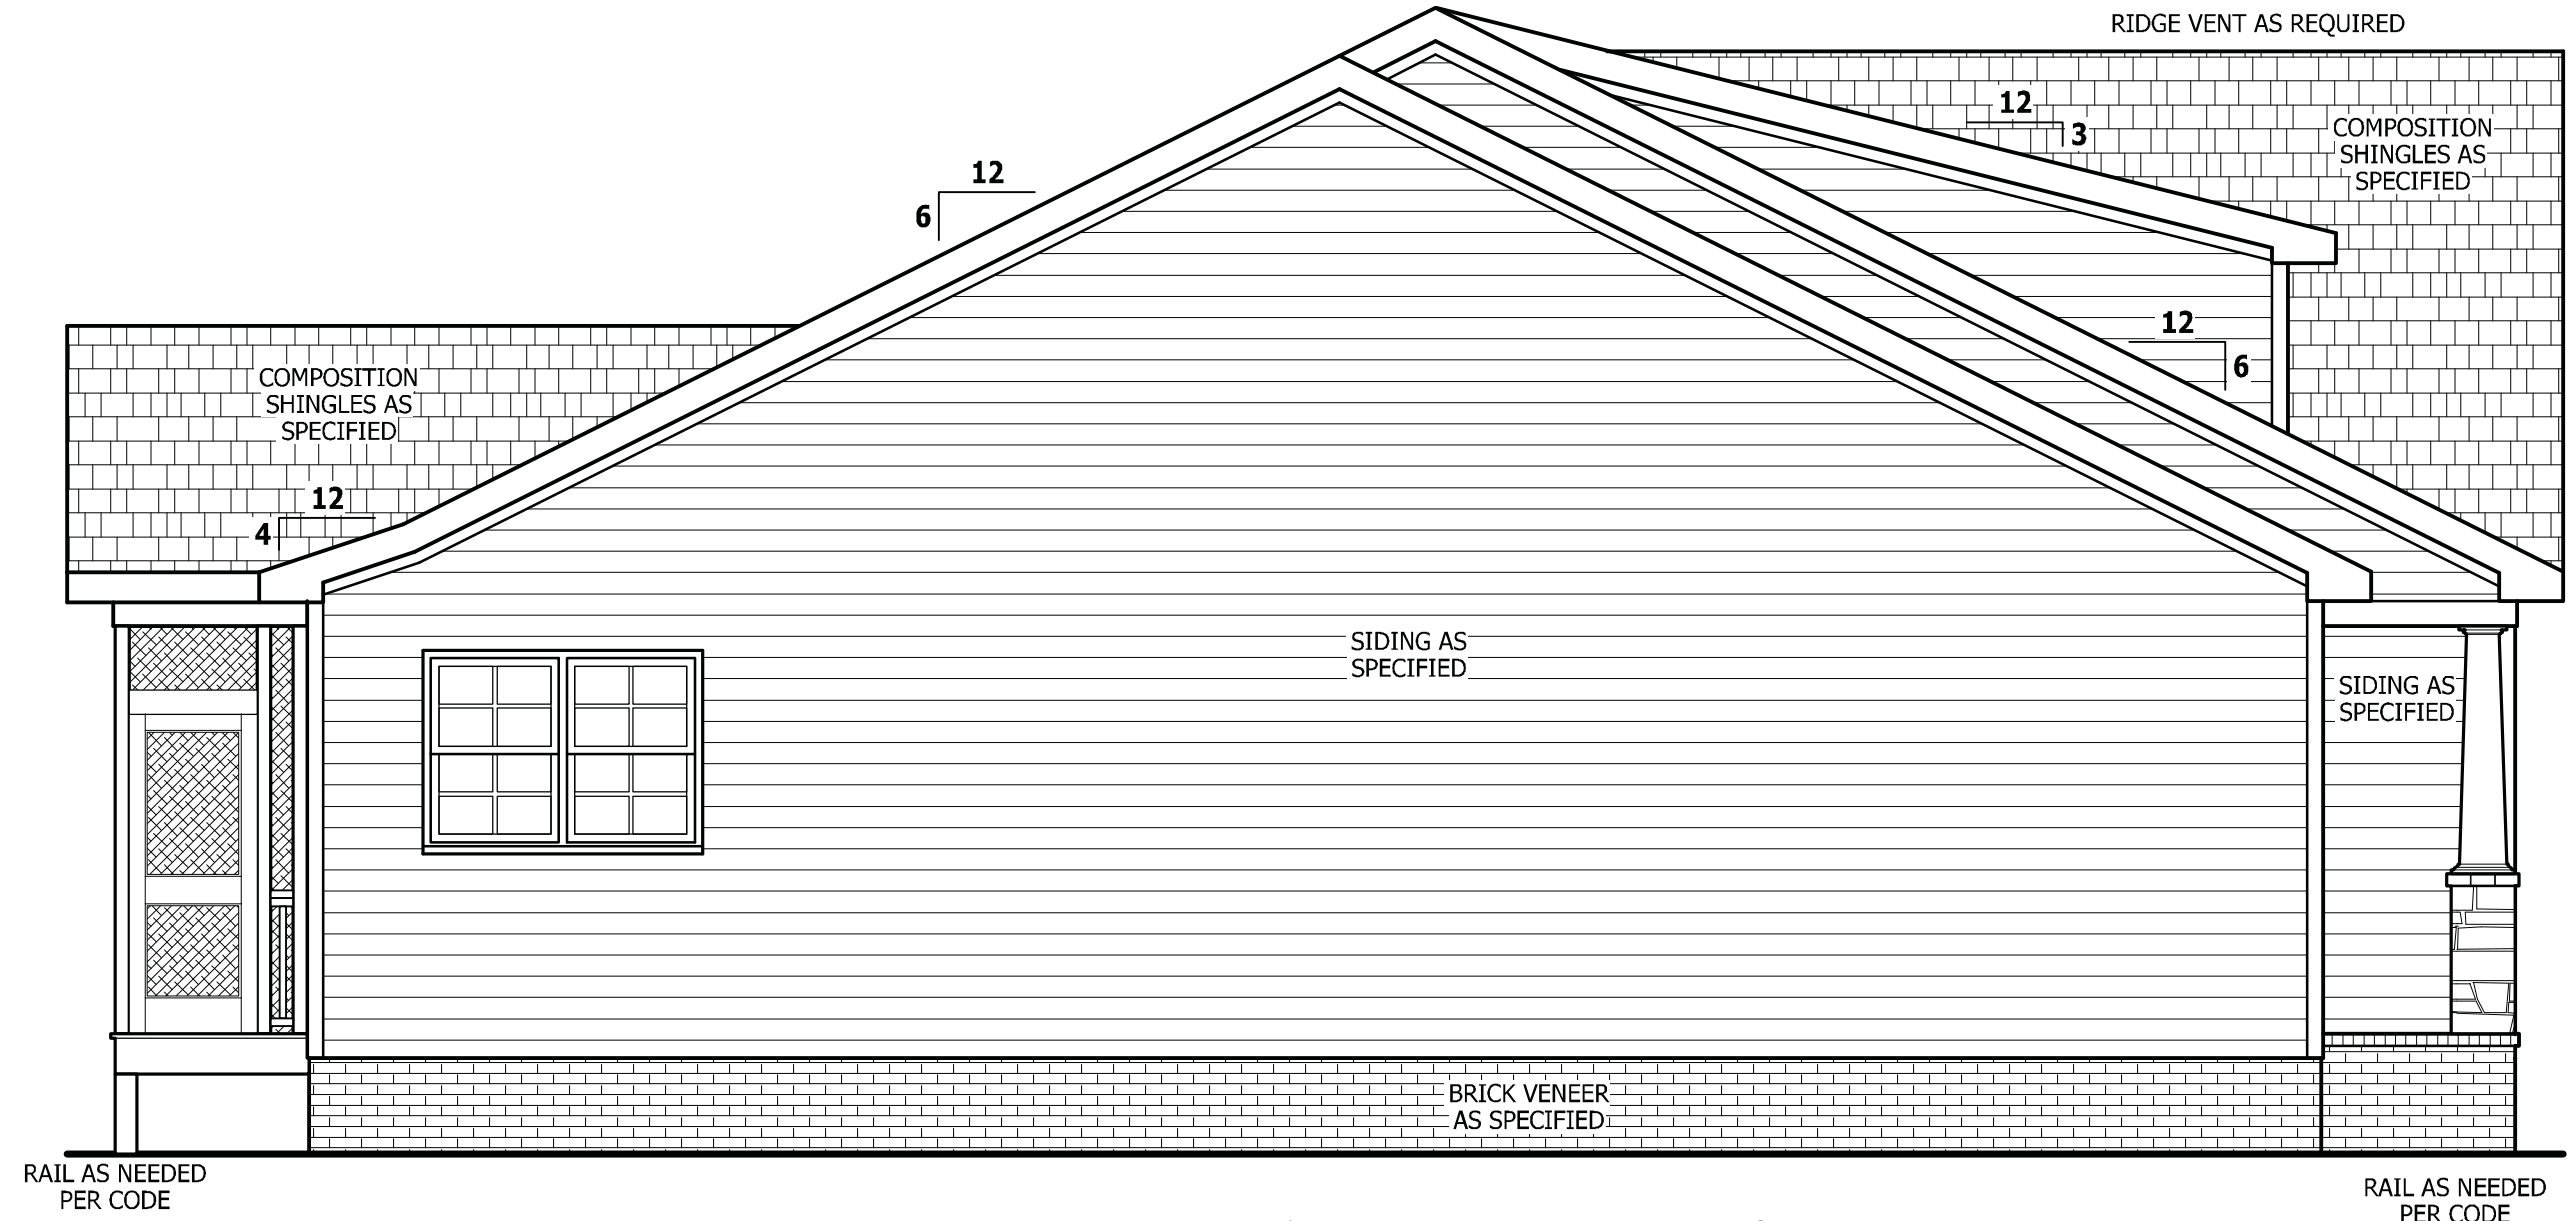 RIDGE VENT AS REQUIRED
12
3
COMPOSITION
SHINGLES AS
SPECIFIED
12
6
12
6
COMPOSITION
SHINGLES AS
SPECIFIED
12
4
SIDING AS
SPECIFIED
SIDING AS
SPECIFIED
BRICK VENEER
AS SPECIFIED
RAIL AS NEEDED
PER CODE
RAIL AS NEEDED
PER CODE